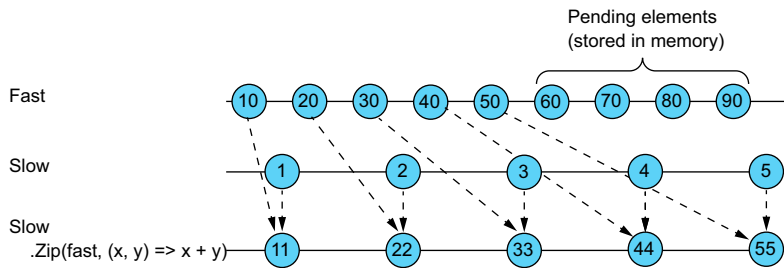 Pending elements
(stored in memory)
Fast
10 20 30 40 50 60 70 80 90
Slow
1 2 3 4 5
Slow
.Zip(fast, (x, y) => x + y)
11 22 33 44 55